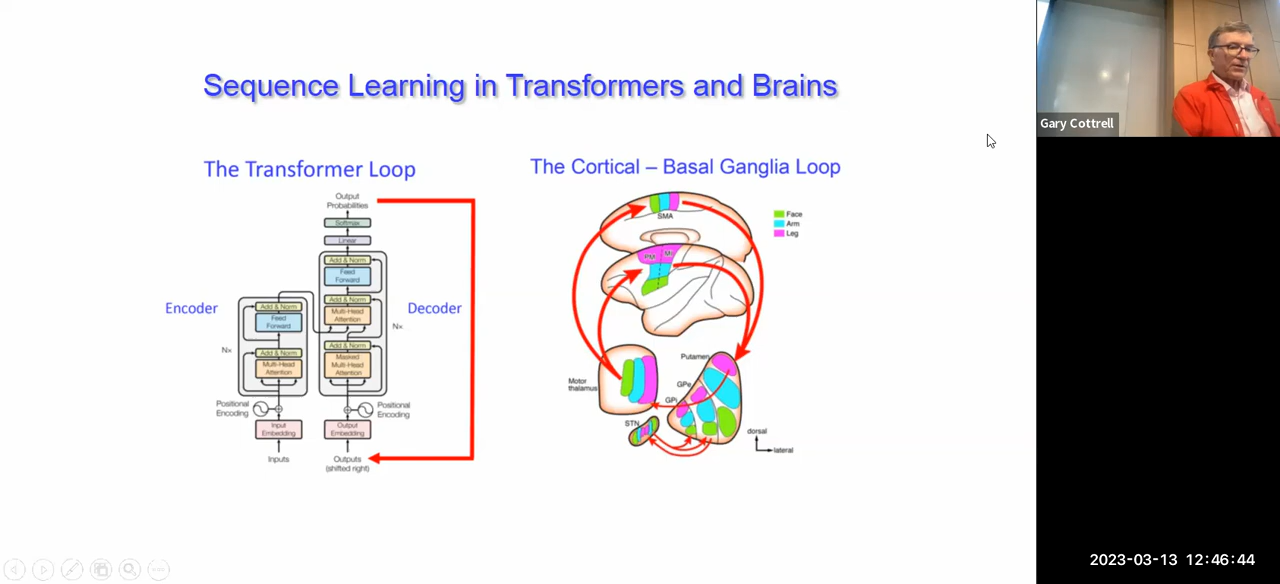 Sequence Learning in Transformers and Brains
The Transformer Loop
Output
Probabilities
Softmax
Linear
Add & Norm
Feed
Forward
Add & Norm
Multi-Head
Attention
Add & Norm
Masked
Multi-Head
Attention
Encoder
Decoder
Add & Norm
Feed
Forward
Add & Norm
Multi-Head
Attention
Nx
Nx
Positional
Encoding
Positional
Encoding
Input
Embedding
Output
Embedding
Inputs
Outputs
(shifted right)
The Cortical – Basal Ganglia Loop
SMA
Face
Arm
Leg
PM
Putamen
Motor
thalamus
GPe
GPi
STN
dorsal
lateral
Gary Cottrell
2023-03-13 12:46:44